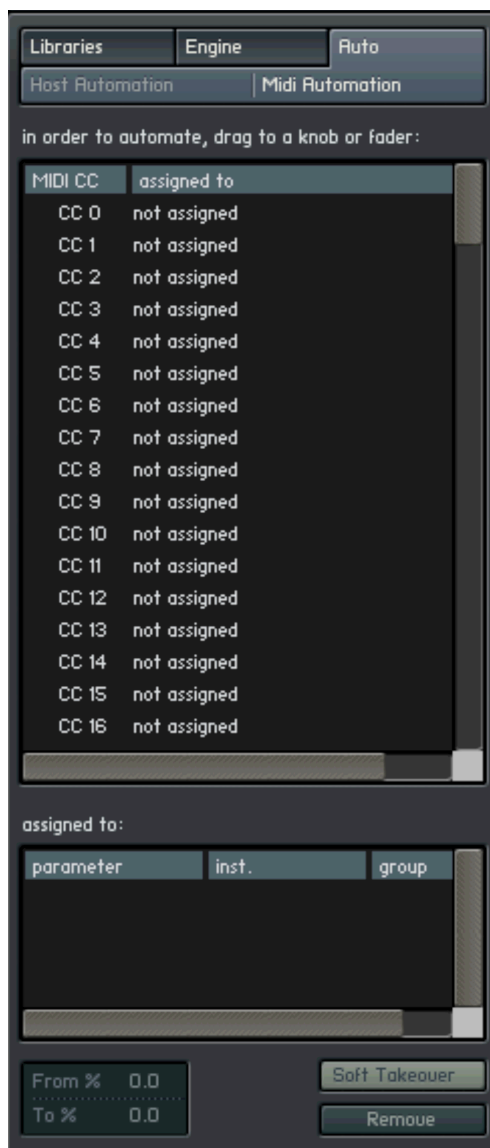 Libraries Engine Auto
Host Automation Midi Automation
in order to automate, drag to a knob or fader:
MIDI CC assigned to
CC 0 not assigned
CC 1 not assigned
CC 2 not assigned
CC 3 not assigned
CC 4 not assigned
CC 5 not assigned
CC 6 not assigned
CC 7 not assigned
CC 8 not assigned
CC 9 not assigned
CC 10 not assigned
CC 11 not assigned
CC 12 not assigned
CC 13 not assigned
CC 14 not assigned
CC 15 not assigned
CC 16 not assigned
assigned to:
parameter inst. group
From % 0.0 Soft Takeover
To % 0.0 Remove